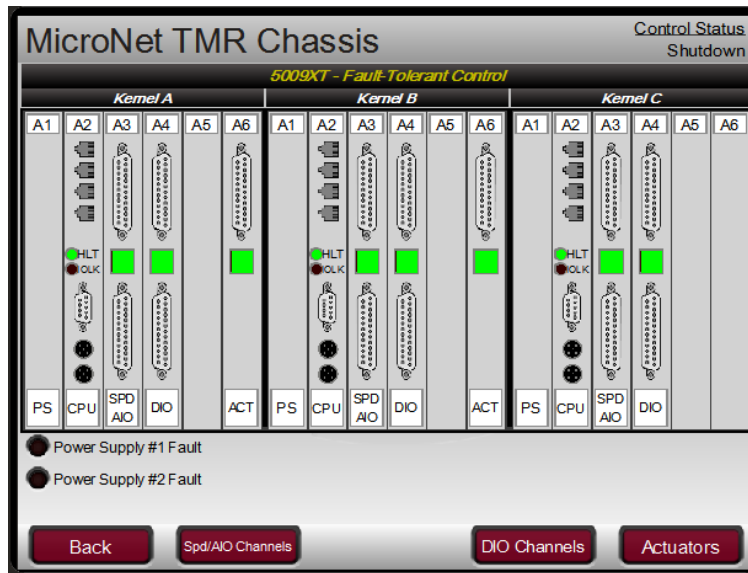 MicroNet TMR Chassis
Control Status
Shutdown
5009XT - Fault-Tolerant Control
Kernel A Kernel B Kernel C
A1 A2 A3 A4 A5 A6 A1 A2 A3 A4 A5 A6 A1 A2 A3 A4 A5 A6
HLT HLT HLT
IOLK IOLK IOLK
PS CPU SPD AIO DIO ACT PS CPU SPD AIO DIO ACT PS CPU SPD AIO DIO
Power Supply #1 Fault
Power Supply #2 Fault
Back Spd/AIO Channels DIO Channels Actuators